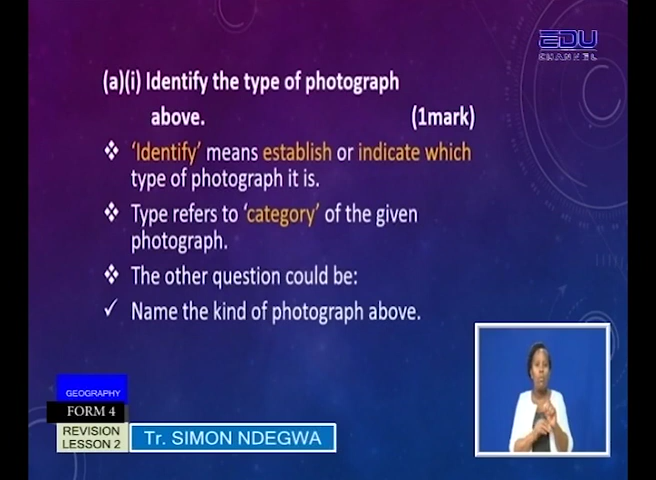 EDU
CHANNEL
(a)(i) Identify the type of photograph
above. (1mark)
❖ ‘Identify’ means establish or indicate which
type of photograph it is.
❖ Type refers to ‘category’ of the given
photograph.
❖ The other question could be:
✓ Name the kind of photograph above.
GEOGRAPHY
FORM 4
REVISION
LESSON 2
Tr. SIMON NDEGWA